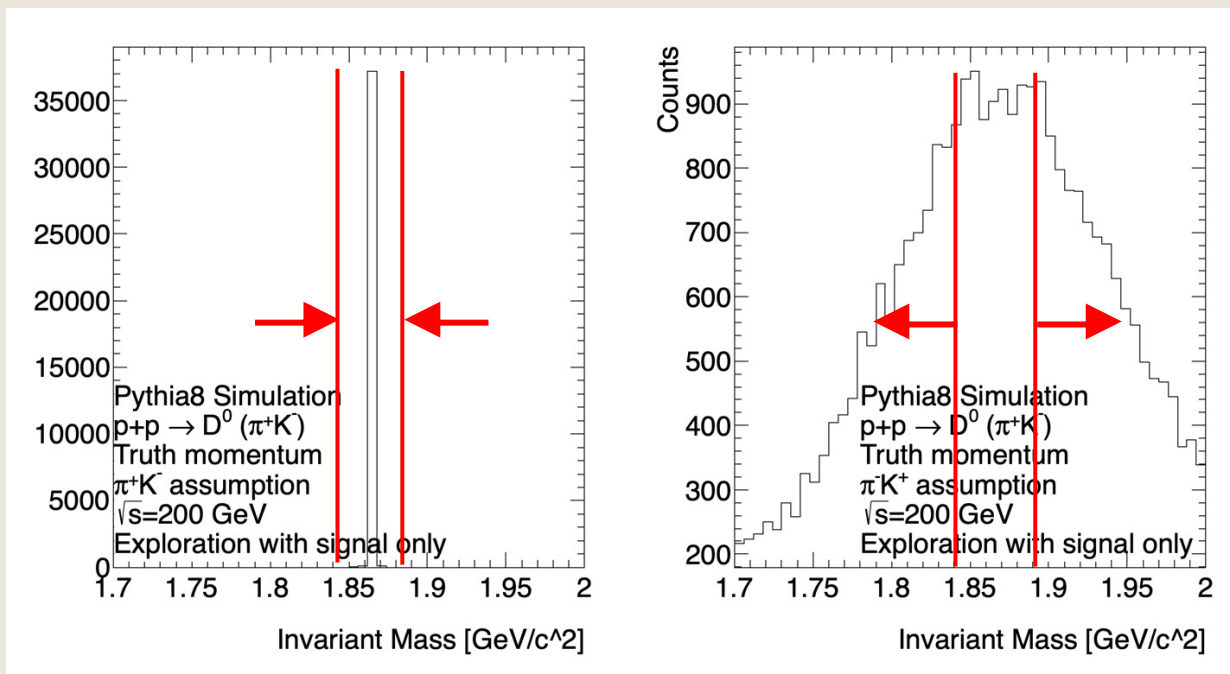 35000
30000
25000
20000
15000
10000
5000
0
Pythia8 Simulation
p+p → D⁰ (π⁺K⁻)
Truth momentum
π⁺K⁻ assumption
√s=200 GeV
Exploration with signal only
1.7 1.75 1.8 1.85 1.9 1.95 2
Invariant Mass [GeV/c^2]
Counts
900
800
700
600
500
400
300
200
Pythia8 Simulation
p+p → D⁰ (π⁺K⁻)
Truth momentum
π⁻K⁺ assumption
√s=200 GeV
Exploration with signal only
1.7 1.75 1.8 1.85 1.9 1.95 2
Invariant Mass [GeV/c^2]